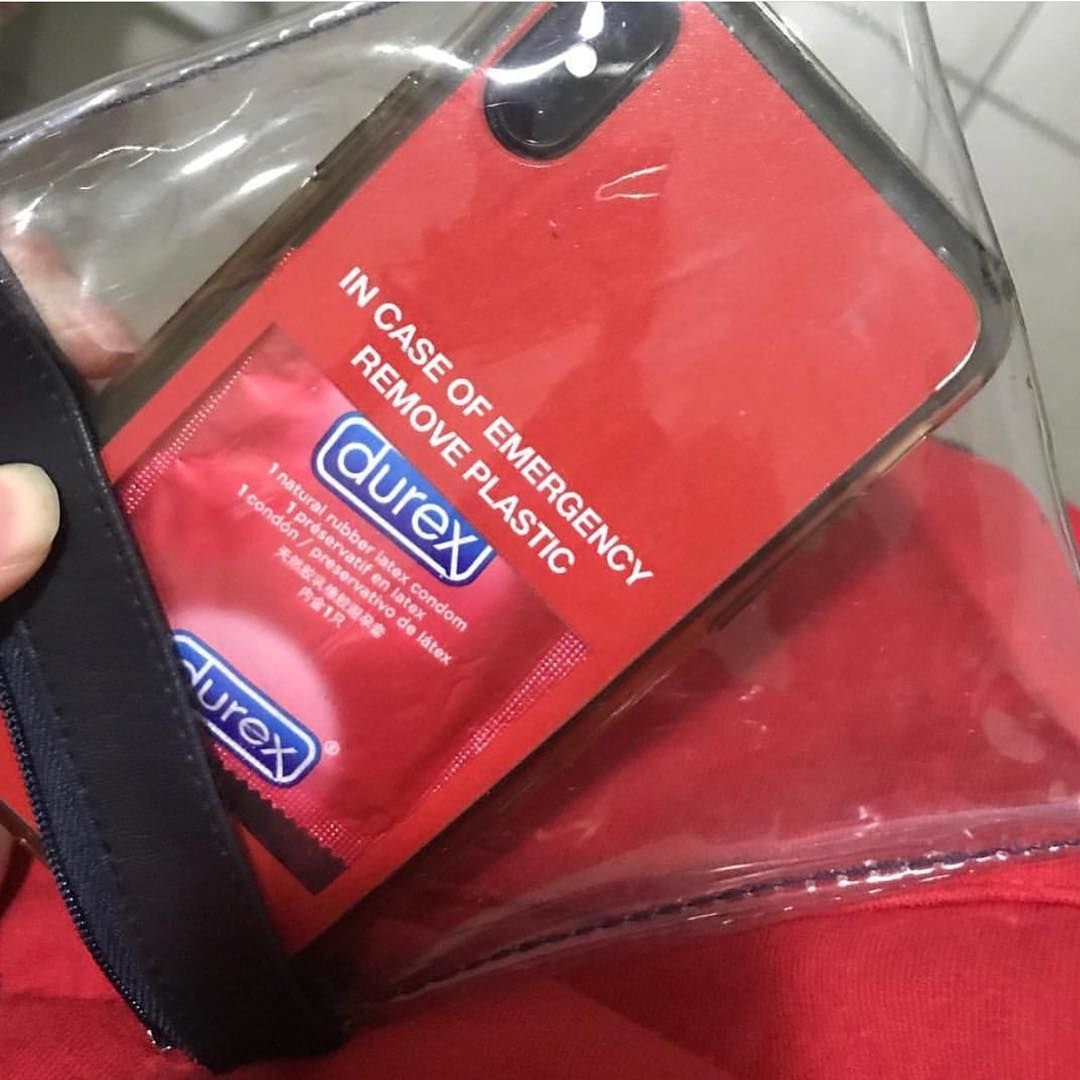 IN CASE OF EMERGENCY
REMOVE PLASTIC
durex
1 natural rubber latex condom
1 préservatif en latex
1 condón / preservativo de látex
天然胶乳橡胶避孕套
内含1只
durex®